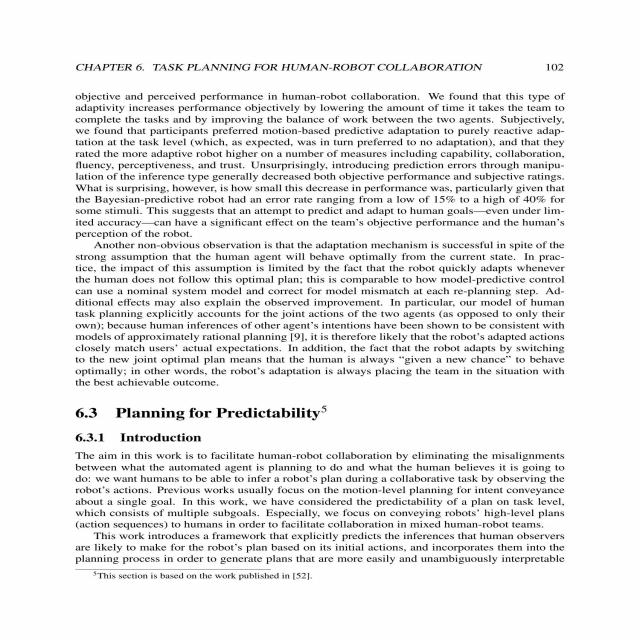 CHAPTER 6. TASK PLANNING FOR HUMAN-ROBOT COLLABORATION 102
objective and perceived performance in human-robot collaboration. We found that this type of
adaptivity increases performance objectively by lowering the amount of time it takes the team to
complete the tasks and by improving the balance of work between the two agents. Subjectively,
we found that participants preferred motion-based predictive adaptation to purely reactive adap-
tation at the task level (which, as expected, was in turn preferred to no adaptation), and that they
rated the more adaptive robot higher on a number of measures including capability, collaboration,
fluency, perceptiveness, and trust. Unsurprisingly, introducing prediction errors through manipu-
lation of the inference type generally decreased both objective performance and subjective ratings.
What is surprising, however, is how small this decrease in performance was, particularly given that
the Bayesian-predictive robot had an error rate ranging from a low of 15% to a high of 40% for
some stimuli. This suggests that an attempt to predict and adapt to human goals—even under lim-
ited accuracy—can have a significant effect on the team's objective performance and the human's
perception of the robot.
Another non-obvious observation is that the adaptation mechanism is successful in spite of the
strong assumption that the human agent will behave optimally from the current state. In prac-
tice, the impact of this assumption is limited by the fact that the robot quickly adapts whenever
the human does not follow this optimal plan; this is comparable to how model-predictive control
can use a nominal system model and correct for model mismatch at each re-planning step. Ad-
ditional effects may also explain the observed improvement. In particular, our model of human
task planning explicitly accounts for the joint actions of the two agents (as opposed to only their
own); because human inferences of other agent's intentions have been shown to be consistent with
models of approximately rational planning [9], it is therefore likely that the robot's adapted actions
closely match users' actual expectations. In addition, the fact that the robot adapts by switching
to the new joint optimal plan means that the human is always “given a new chance” to behave
optimally; in other words, the robot's adaptation is always placing the team in the situation with
the best achievable outcome.
6.3 Planning for Predictability5
6.3.1 Introduction
The aim in this work is to facilitate human-robot collaboration by eliminating the misalignments
between what the automated agent is planning to do and what the human believes it is going to
do: we want humans to be able to infer a robot's plan during a collaborative task by observing the
robot's actions. Previous works usually focus on the motion-level planning for intent conveyance
about a single goal. In this work, we have considered the predictability of a plan on task level,
which consists of multiple subgoals. Especially, we focus on conveying robots' high-level plans
(action sequences) to humans in order to facilitate collaboration in mixed human-robot teams.
This work introduces a framework that explicitly predicts the inferences that human observers
are likely to make for the robot's plan based on its initial actions, and incorporates them into the
planning process in order to generate plans that are more easily and unambiguously interpretable
5This section is based on the work published in [52].